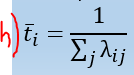 h) t̄ᵢ = 1 / ∑ⱼ λᵢⱼ